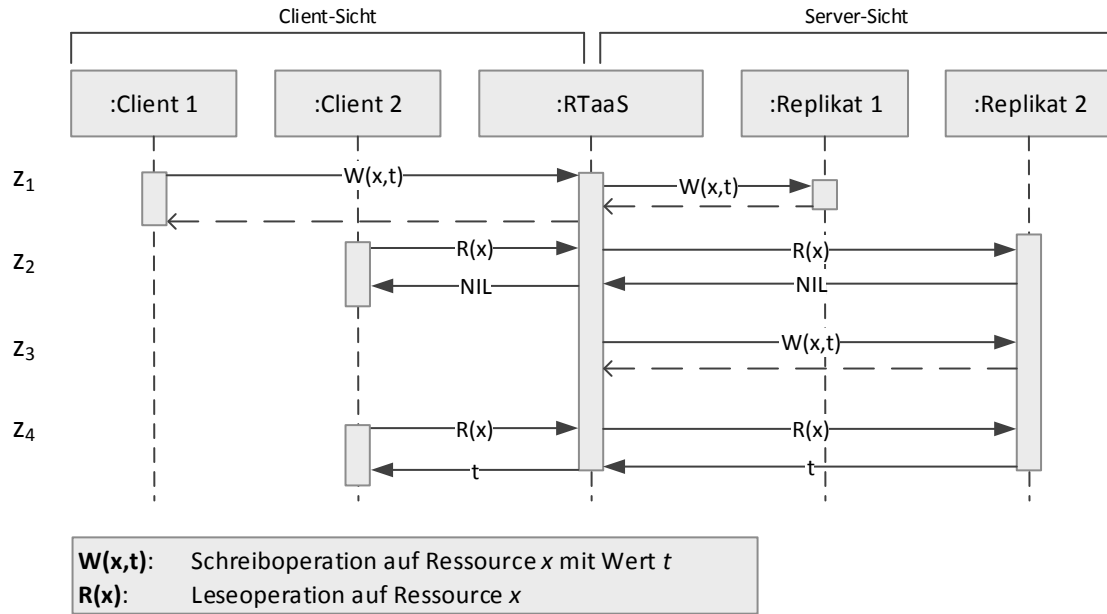 Client-Sicht Server-Sicht
:Client 1 :Client 2 :RTaaS :Replikat 1 :Replikat 2
z1 W(x,t) W(x,t)
z2 R(x) R(x)
NIL NIL
z3 W(x,t)
z4 R(x) R(x)
t t
W(x,t): Schreiboperation auf Ressource x mit Wert t
R(x): Leseoperation auf Ressource x